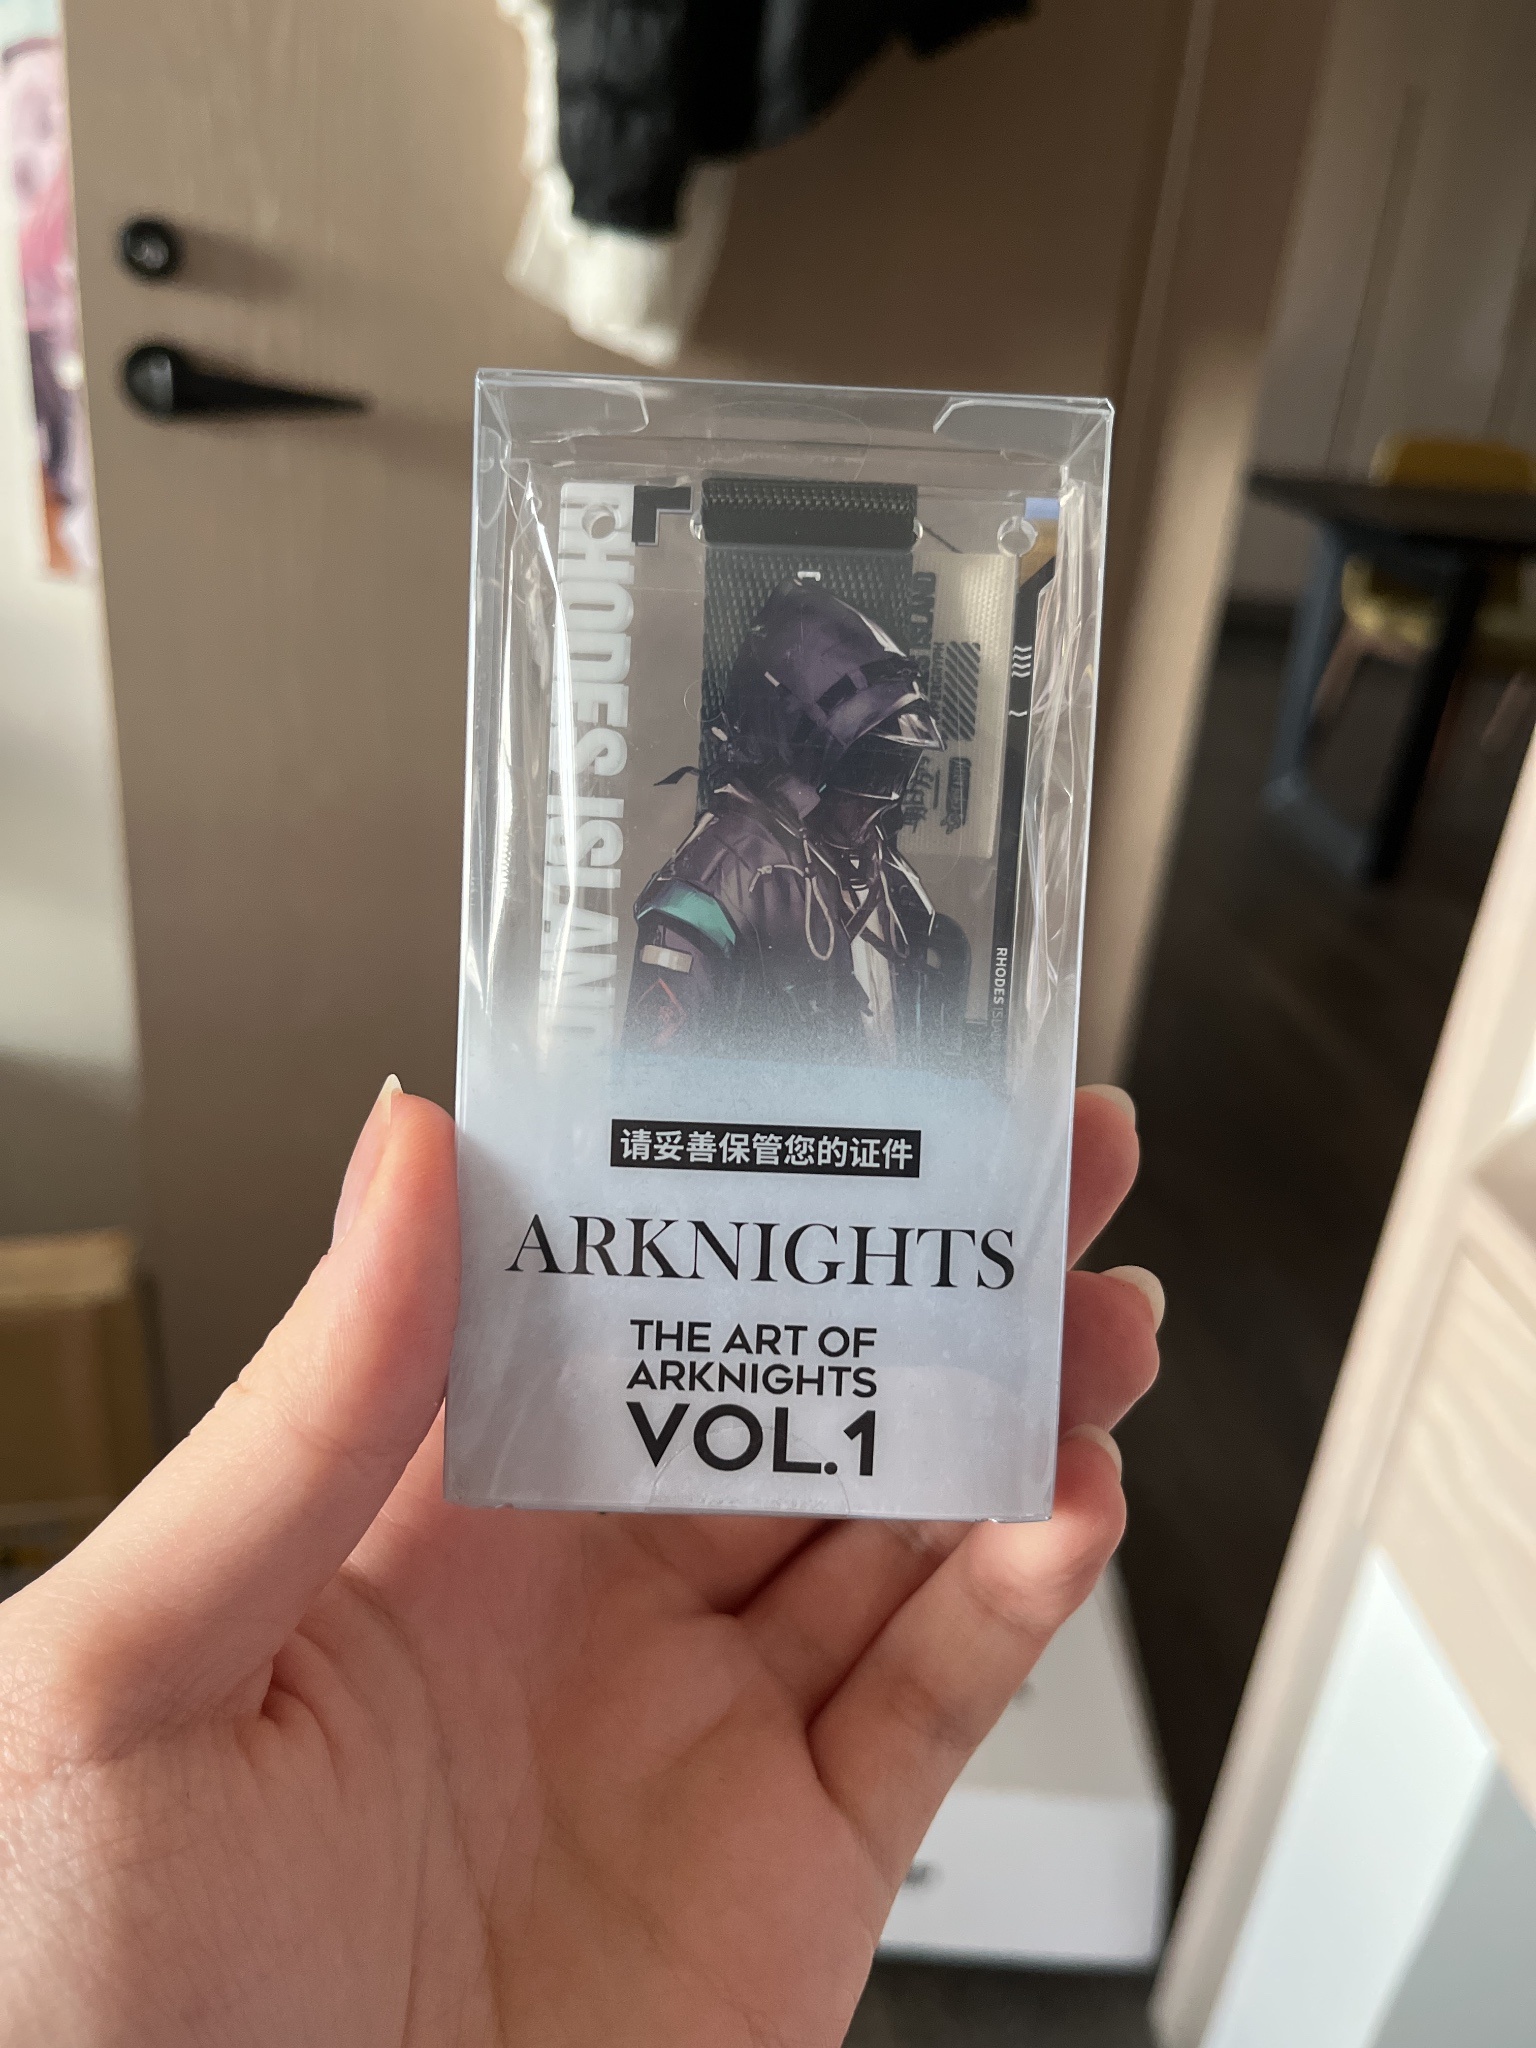 RHODES ISLAND
RHODES ISLA
请妥善保管您的证件
ARKNIGHTS
THE ART OF
ARKNIGHTS
VOL.1